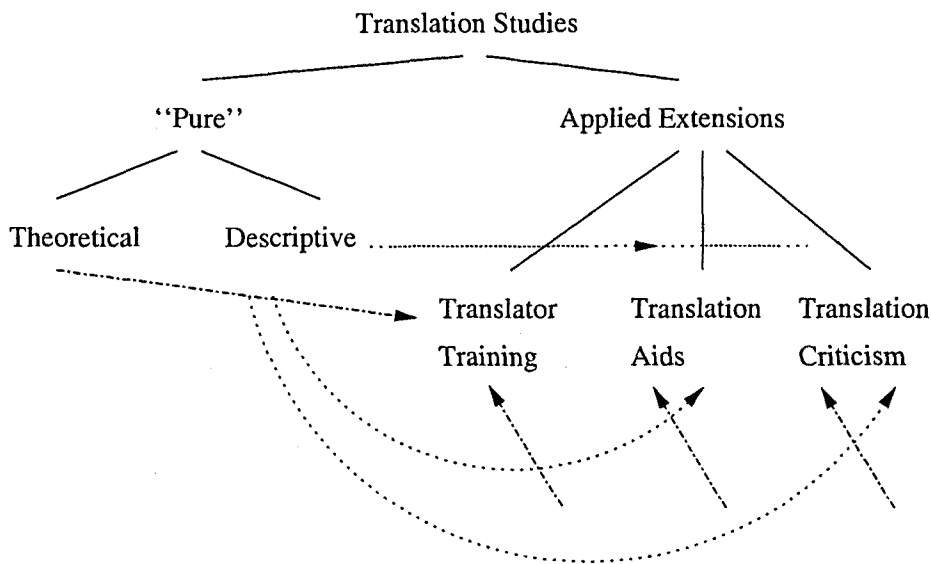 Translation Studies
‘‘Pure’’
Applied Extensions
Theoretical
Descriptive
Translator
Training
Translation
Aids
Translation
Criticism